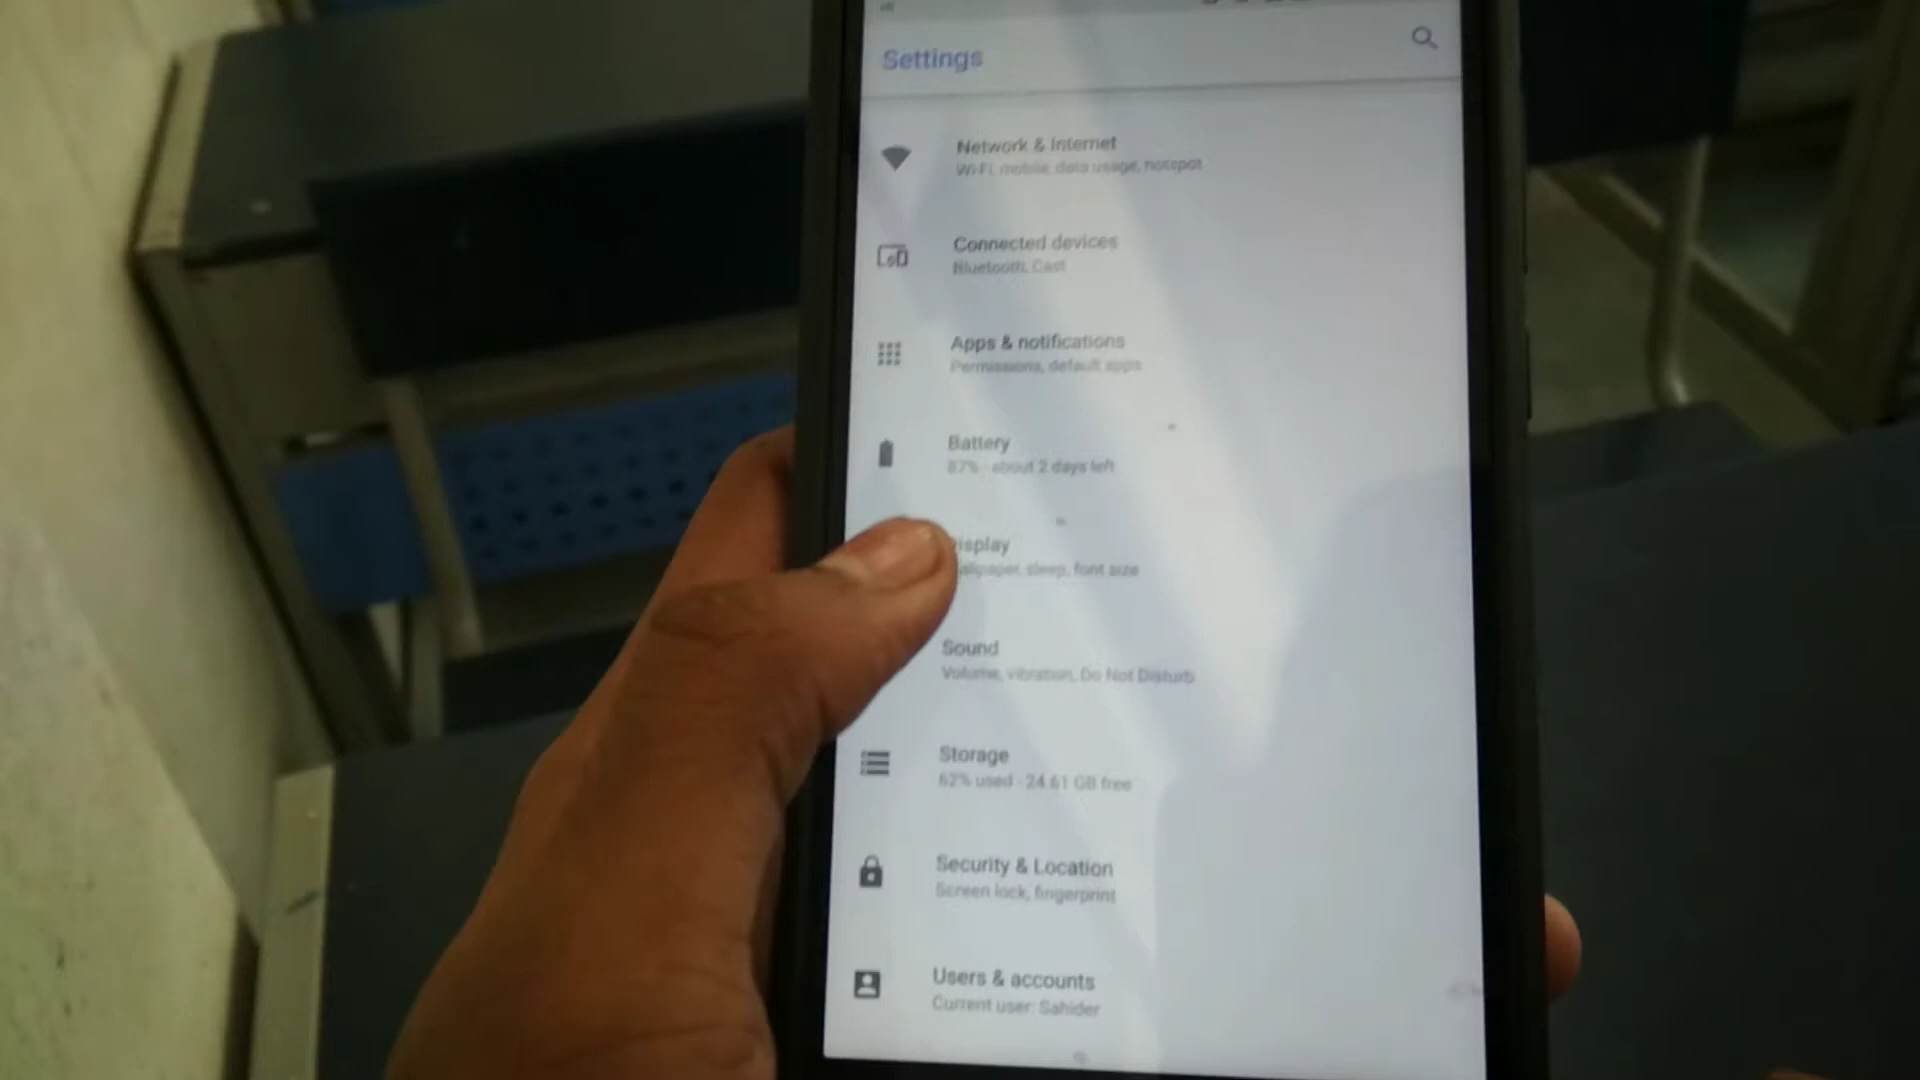 Settings
Network & Internet
Wi-Fi, mobile, data usage, hotspot
Connected devices
Bluetooth, Cast
Apps & notifications
Permissions, default apps
Battery
87% · about 2 days left
isplay
allpaper, sleep, font size
Sound
Volume, vibration, Do Not Disturb
Storage
62% used · 24.61 GB free
Security & Location
Screen lock, fingerprint
Users & accounts
Current user: Sahider